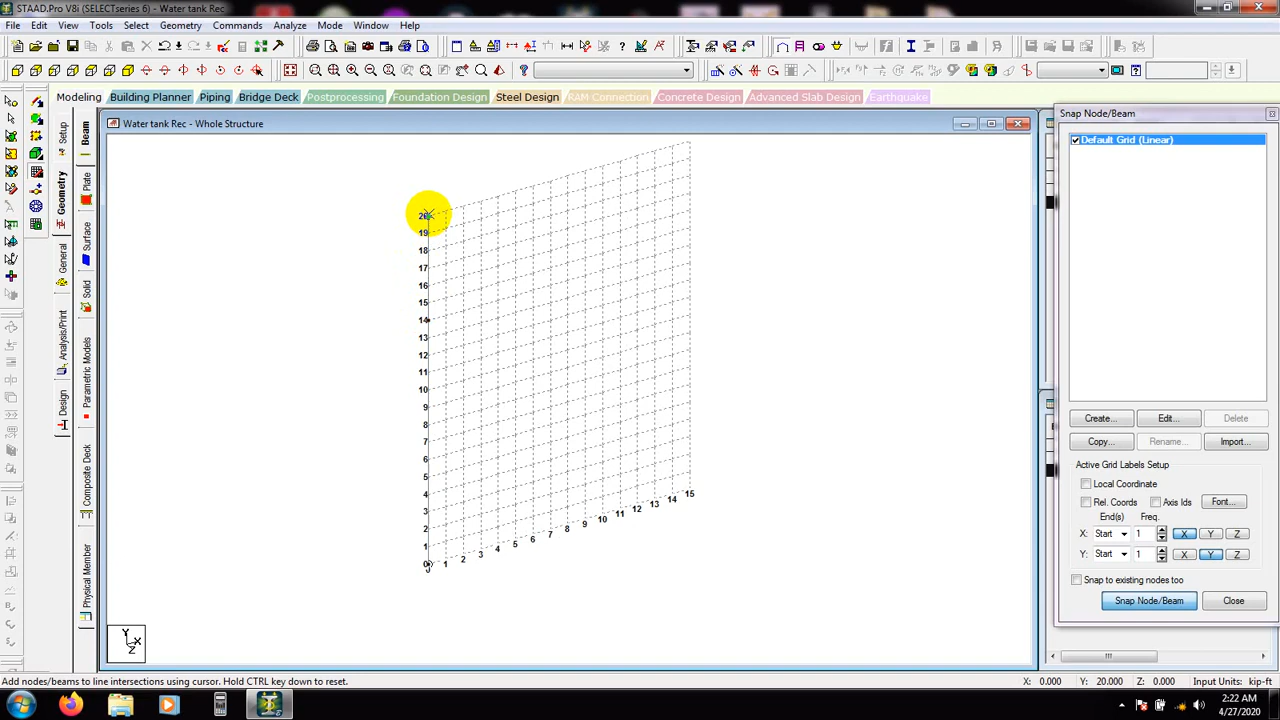 STAAD.Pro V8i (SELECTseries 6) - Water tank Rec
File Edit View Tools Select Geometry Commands Analyze Mode Window Help
Modeling Building Planner Piping Bridge Deck Postprocessing Foundation Design Steel Design RAM Connection Concrete Design Advanced Slab Design Earthquake
Setup
Geometry
General
Analysis/Print
Design
Beam
Plate
Surface
Solid
Parametric Models
Composite Deck
Physical Member
Water tank Rec - Whole Structure
20
19
18
17
16
15
14
13
12
11
10
9
8
7
6
5
4
3
2
1
0
1 2 3 4 5 6 7 8 9 10 11 12 13 14 15
Y
X
Z
Snap Node/Beam
Default Grid (Linear)
Create... Edit... Delete
Copy... Rename... Import...
Active Grid Labels Setup
Local Coordinate
Rel. Coords Axis Ids Font...
End(s) Freq.
X: Start 1 X Y Z
Y: Start 1 X Y Z
Snap to existing nodes too
Snap Node/Beam Close
Add nodes/beams to line intersections using cursor. Hold CTRL key down to reset. X: 0.000 Y: 20.000 Z: 0.000 Input Units: kip-ft
2:22 AM
4/27/2020